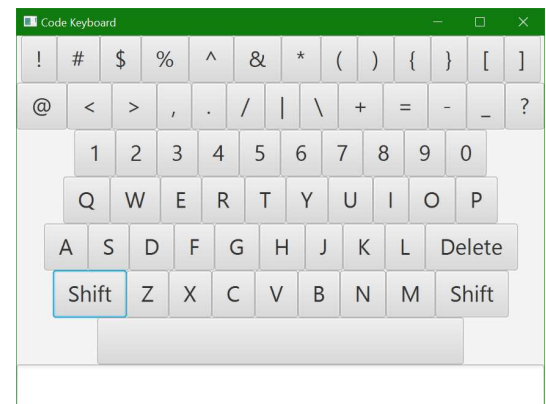 Code Keyboard
! # $ % ^ & * ( ) { } [ ]
@ < > , . / | \ + = - _ ?
1 2 3 4 5 6 7 8 9 0
Q W E R T Y U I O P
A S D F G H J K L Delete
Shift Z X C V B N M Shift